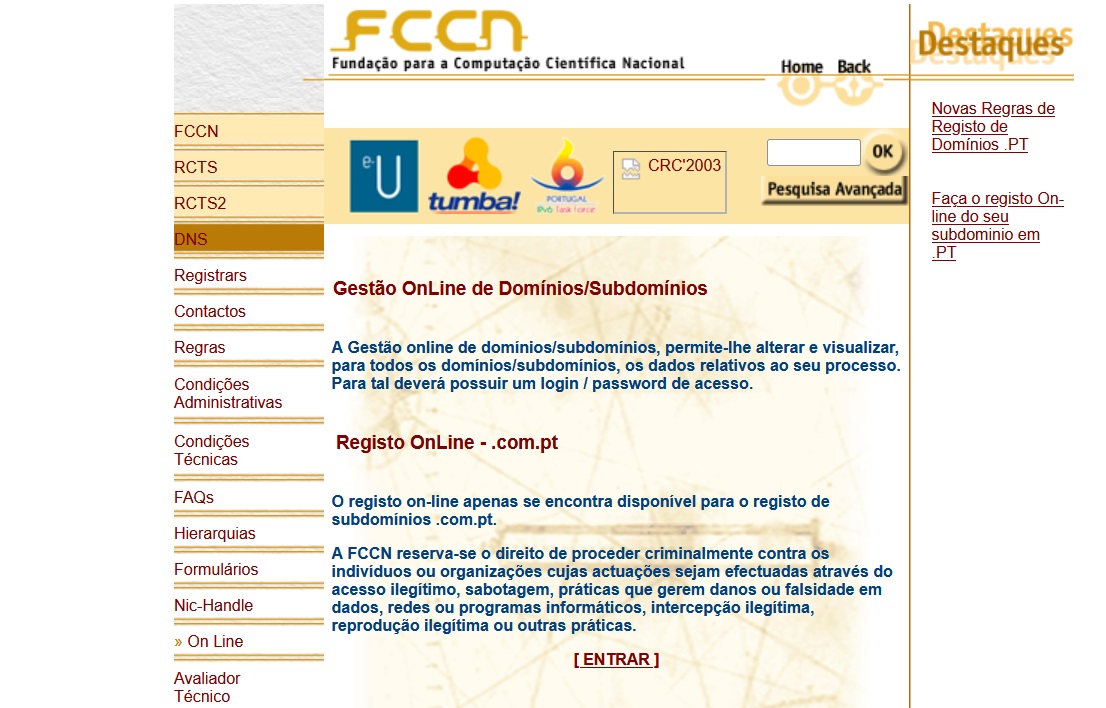 FCCN
Fundação para a Computação Científica Nacional
Home Back
Destaques
FCCN
RCTS
RCTS2
DNS
Registrars
Contactos
Regras
Condições
Administrativas
Condições
Técnicas
FAQs
Hierarquias
Formulários
Nic-Handle
» On Line
Avaliador
Técnico
e-U
tumba!
6
PORTUGAL
IPv6 Task Force
CRC'2003
OK
Pesquisa Avançada
Gestão OnLine de Domínios/Subdomínios
A Gestão online de domínios/subdomínios, permite-lhe alterar e visualizar,
para todos os domínios/subdomínios, os dados relativos ao seu processo.
Para tal deverá possuir um login / password de acesso.
Registo OnLine - .com.pt
O registo on-line apenas se encontra disponível para o registo de
subdomínios .com.pt.
A FCCN reserva-se o direito de proceder criminalmente contra os
indivíduos ou organizações cujas actuações sejam efectuadas através do
acesso ilegítimo, sabotagem, práticas que gerem danos ou falsidade em
dados, redes ou programas informáticos, intercepção ilegítima,
reprodução ilegítima ou outras práticas.
[ ENTRAR ]
Novas Regras de
Registo de
Domínios .PT
Faça o registo On-
line do seu
subdominio em
.PT